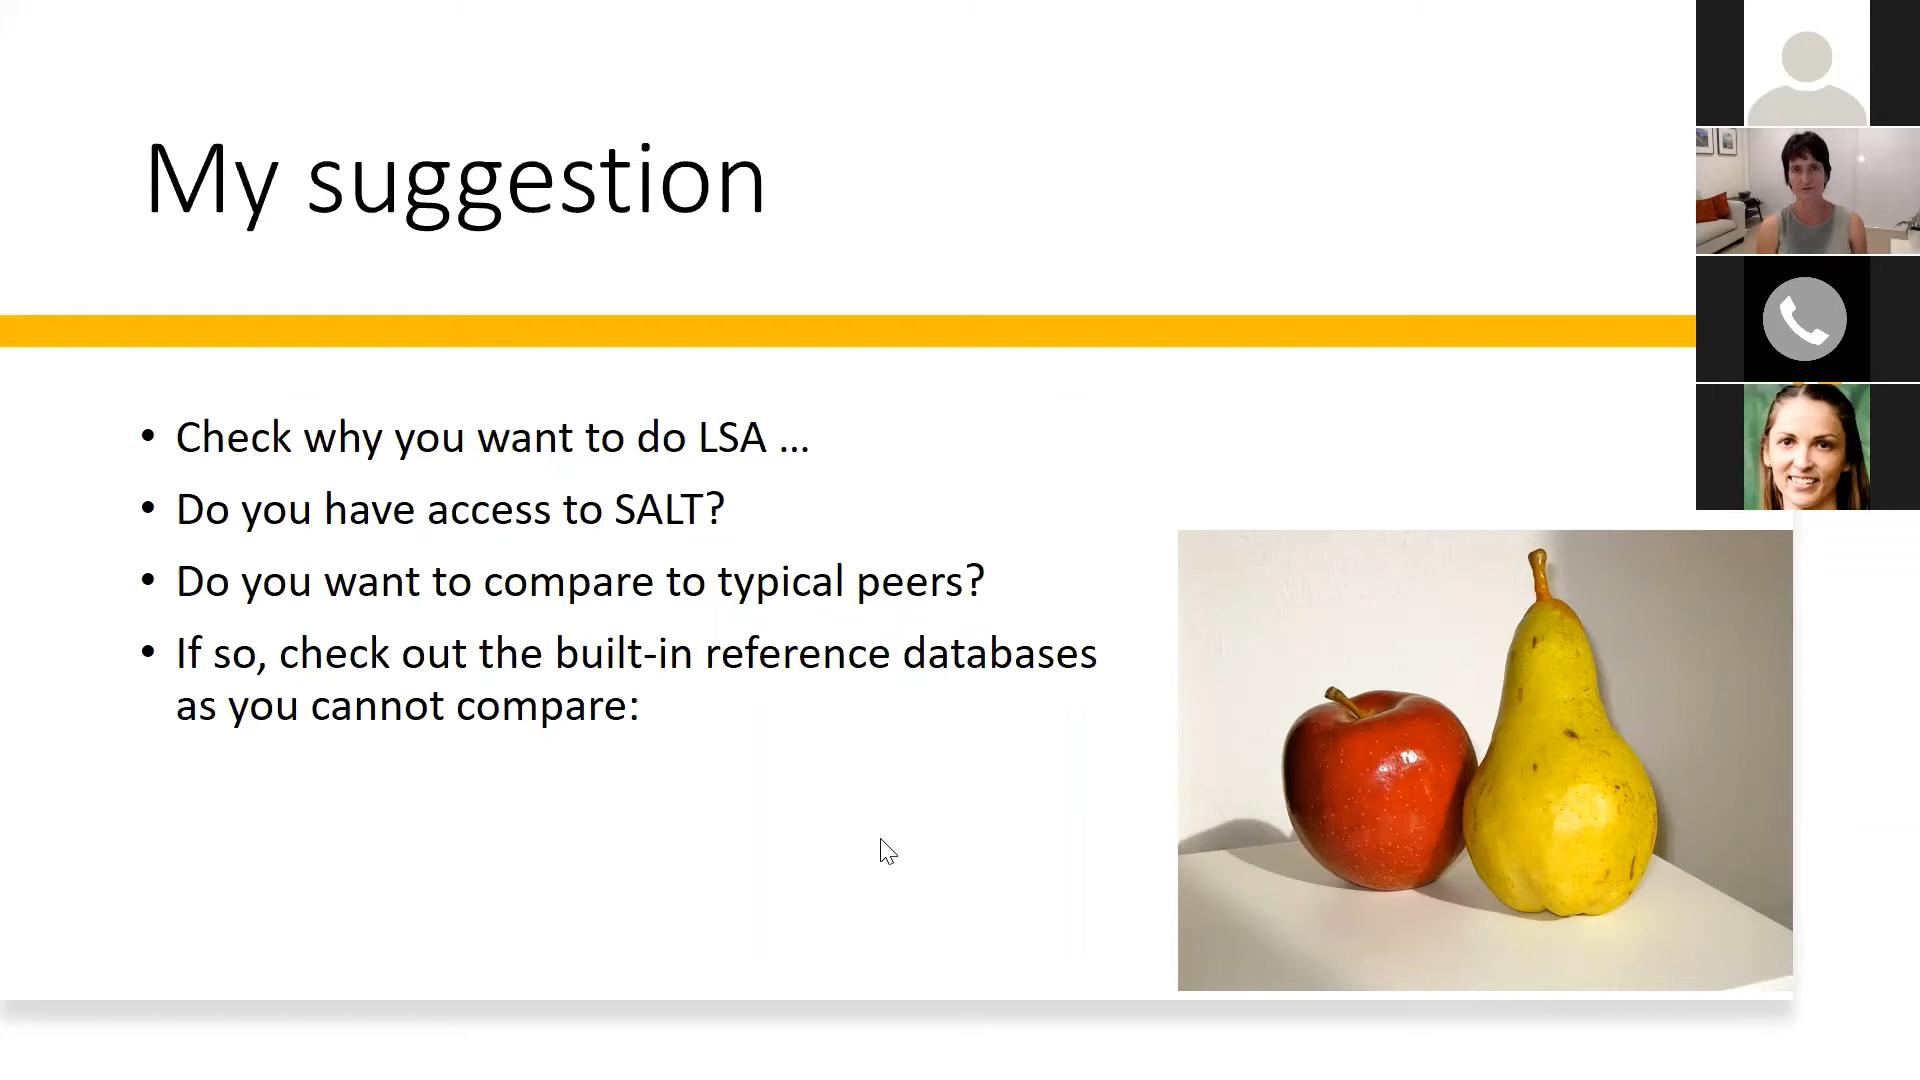 My suggestion
• Check why you want to do LSA ...
• Do you have access to SALT?
• Do you want to compare to typical peers?
• If so, check out the built-in reference databases
as you cannot compare: